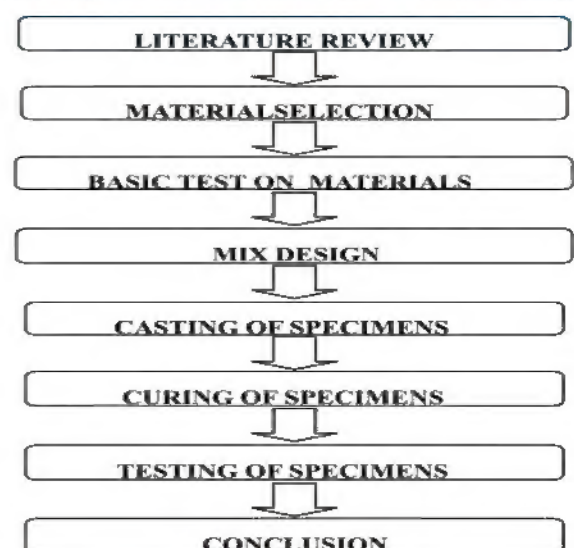 LITERATURE REVIEW
MATERIALSELECTION
BASIC TEST ON MATERIALS
MIX DESIGN
CASTING OF SPECIMENS
CURING OF SPECIMENS
TESTING OF SPECIMENS
CONCLUSION